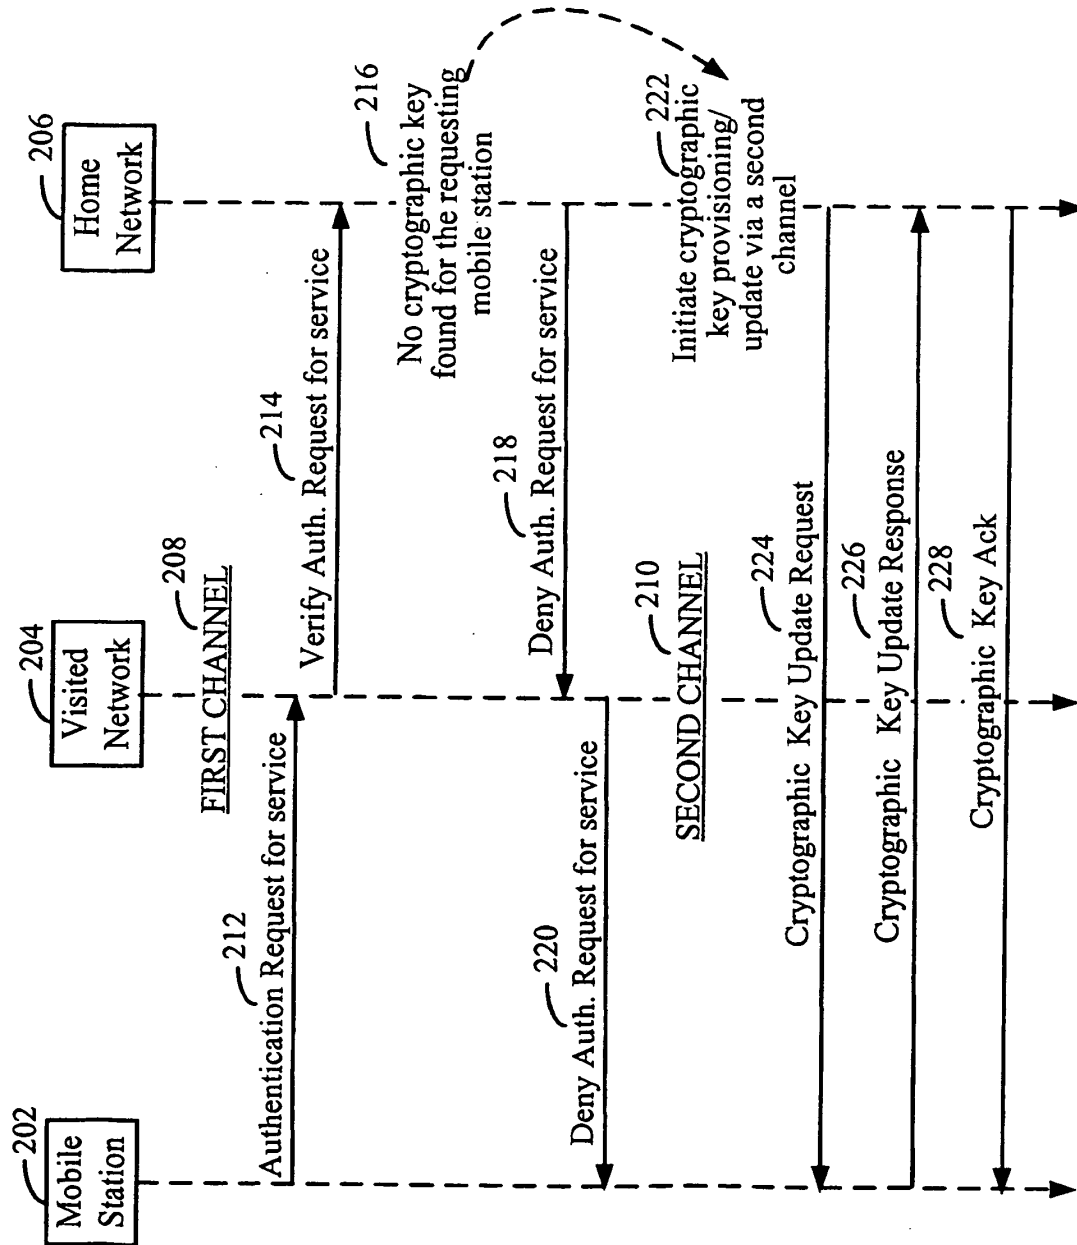 202
Mobile
Station
204
Visited
Network
206
Home
Network
FIRST CHANNEL
208
212
Authentication Request for service
214
Verify Auth. Request for service
216
No cryptographic key
found for the requesting
mobile station
218
Deny Auth. Request for service
220
Deny Auth. Request for service
SECOND CHANNEL
210
222
Initiate cryptographic
key provisioning/
update via a second
channel
224
Cryptographic Key Update Request
226
Cryptographic Key Update Response
228
Cryptographic Key Ack